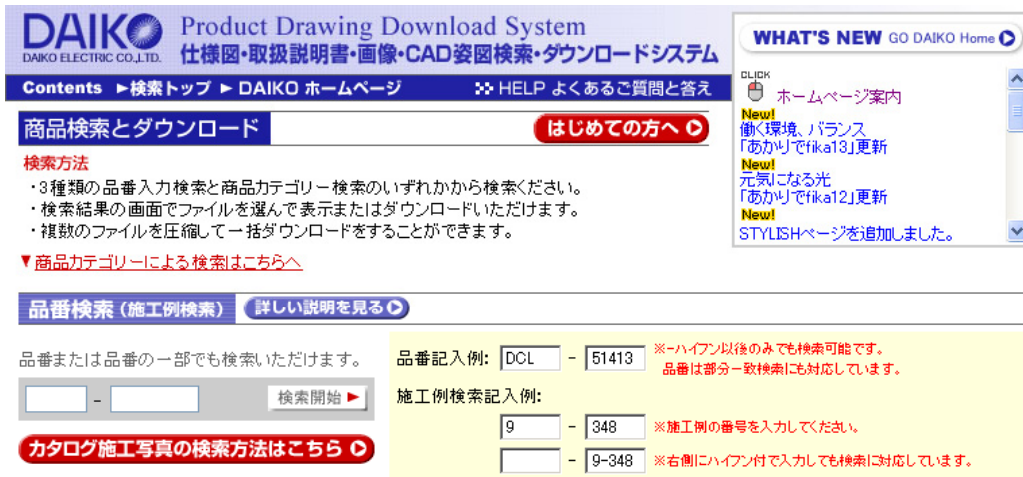 DAIKO
DAIKO ELECTRIC CO.,LTD.
Product Drawing Download System
仕様図・取扱説明書・画像・CAD姿図検索・ダウンロードシステム
WHAT'S NEW GO DAIKO Home
Contents ►検索トップ ► DAIKO ホームページ
HELP よくあるご質問と答え
CLICK
ホームページ案内
New!
働く環境、バランス
「あかりでfika13」更新
New!
元気になる光
「あかりでfika12」更新
New!
STYLISHページを追加しました。
商品検索とダウンロード
はじめての方へ
検索方法
・3種類の品番入力検索と商品カテゴリー検索のいずれかから検索ください。
・検索結果の画面でファイルを選んで表示またはダウンロードいただけます。
・複数のファイルを圧縮して一括ダウンロードをすることができます。
▼商品カテゴリーによる検索はこちらへ
品番検索（施工例検索）
詳しい説明を見る
品番または品番の一部でも検索いただけます。
-
検索開始►
カタログ施工写真の検索方法はこちら
品番記入例: DCL - 51413
※-ハイフン以後のみでも検索可能です。
品番は部分一致検索にも対応しています。
施工例検索記入例:
9 - 348 ※施工例の番号を入力してください。
- 9-348 ※右側にハイフン付で入力しても検索に対応しています。